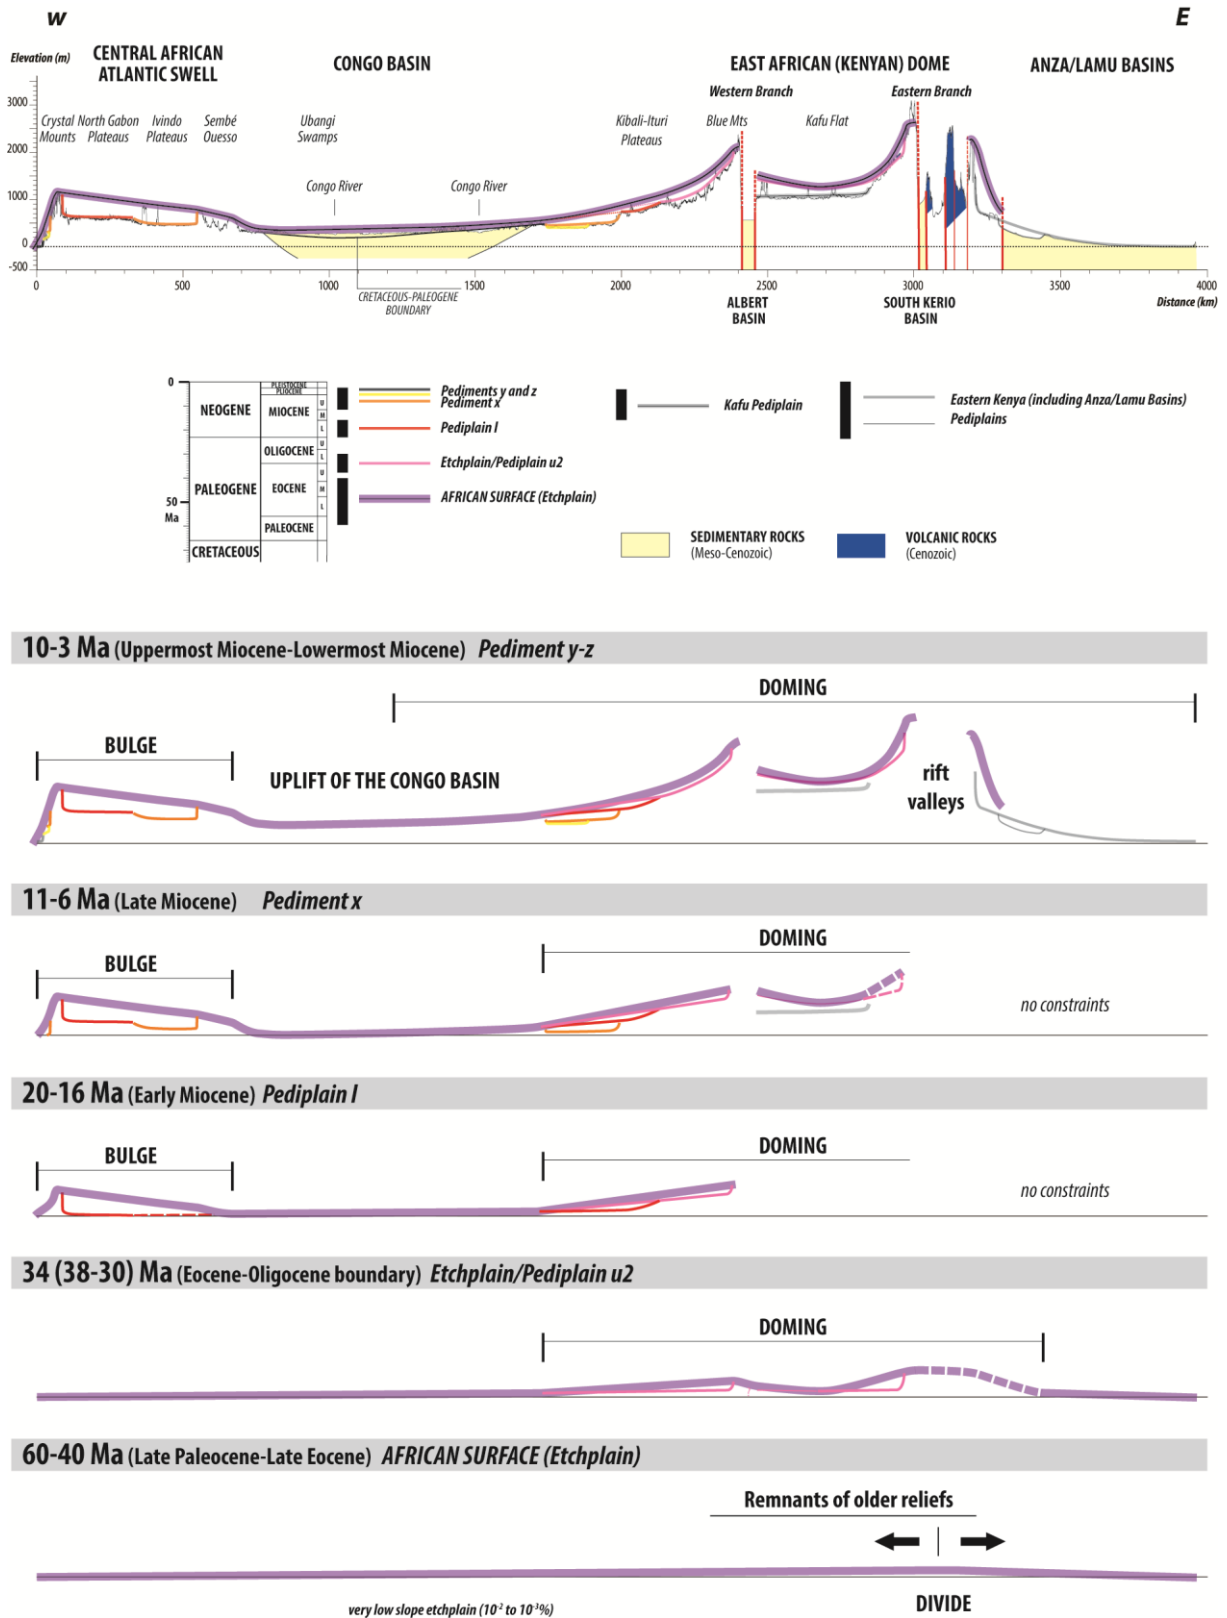 W E
Elevation (m)
CENTRAL AFRICAN
ATLANTIC SWELL
CONGO BASIN
EAST AFRICAN (KENYAN) DOME
ANZA/LAMU BASINS
Western Branch
Eastern Branch
Crystal
Mounts
North Gabon
Plateaus
Ivindo
Plateaus
Sembé
Ouesso
Ubangi
Swamps
Kibali-Ituri
Plateaus
Blue Mts
Kafu Flat
Congo River
Congo River
3000
2000
1000
0
-500
0 500 1000 1500 2000 2500 3000 3500 4000
CRETACEOUS-PALEOGENE
BOUNDARY
ALBERT
BASIN
SOUTH KERIO
BASIN
Distance (km)
0
50
Ma
NEOGENE
PALEOGENE
CRETACEOUS
PLEISTOCENE
PLIOCENE
MIOCENE
OLIGOCENE
EOCENE
PALEOCENE
U
M
L
U
L
U
M
L
Pediments y and z
Pediment x
Pediplain I
Etchplain/Pediplain u2
AFRICAN SURFACE (Etchplain)
Kafu Pediplain
Eastern Kenya (including Anza/Lamu Basins)
Pediplains
SEDIMENTARY ROCKS
(Meso-Cenozoic)
VOLCANIC ROCKS
(Cenozoic)
10-3 Ma (Uppermost Miocene-Lowermost Miocene) Pediment y-z
DOMING
BULGE
UPLIFT OF THE CONGO BASIN
rift
valleys
11-6 Ma (Late Miocene) Pediment x
DOMING
BULGE
no constraints
20-16 Ma (Early Miocene) Pediplain I
DOMING
BULGE
no constraints
34 (38-30) Ma (Eocene-Oligocene boundary) Etchplain/Pediplain u2
DOMING
60-40 Ma (Late Paleocene-Late Eocene) AFRICAN SURFACE (Etchplain)
Remnants of older reliefs
DIVIDE
very low slope etchplain (10⁻² to 10⁻³%)